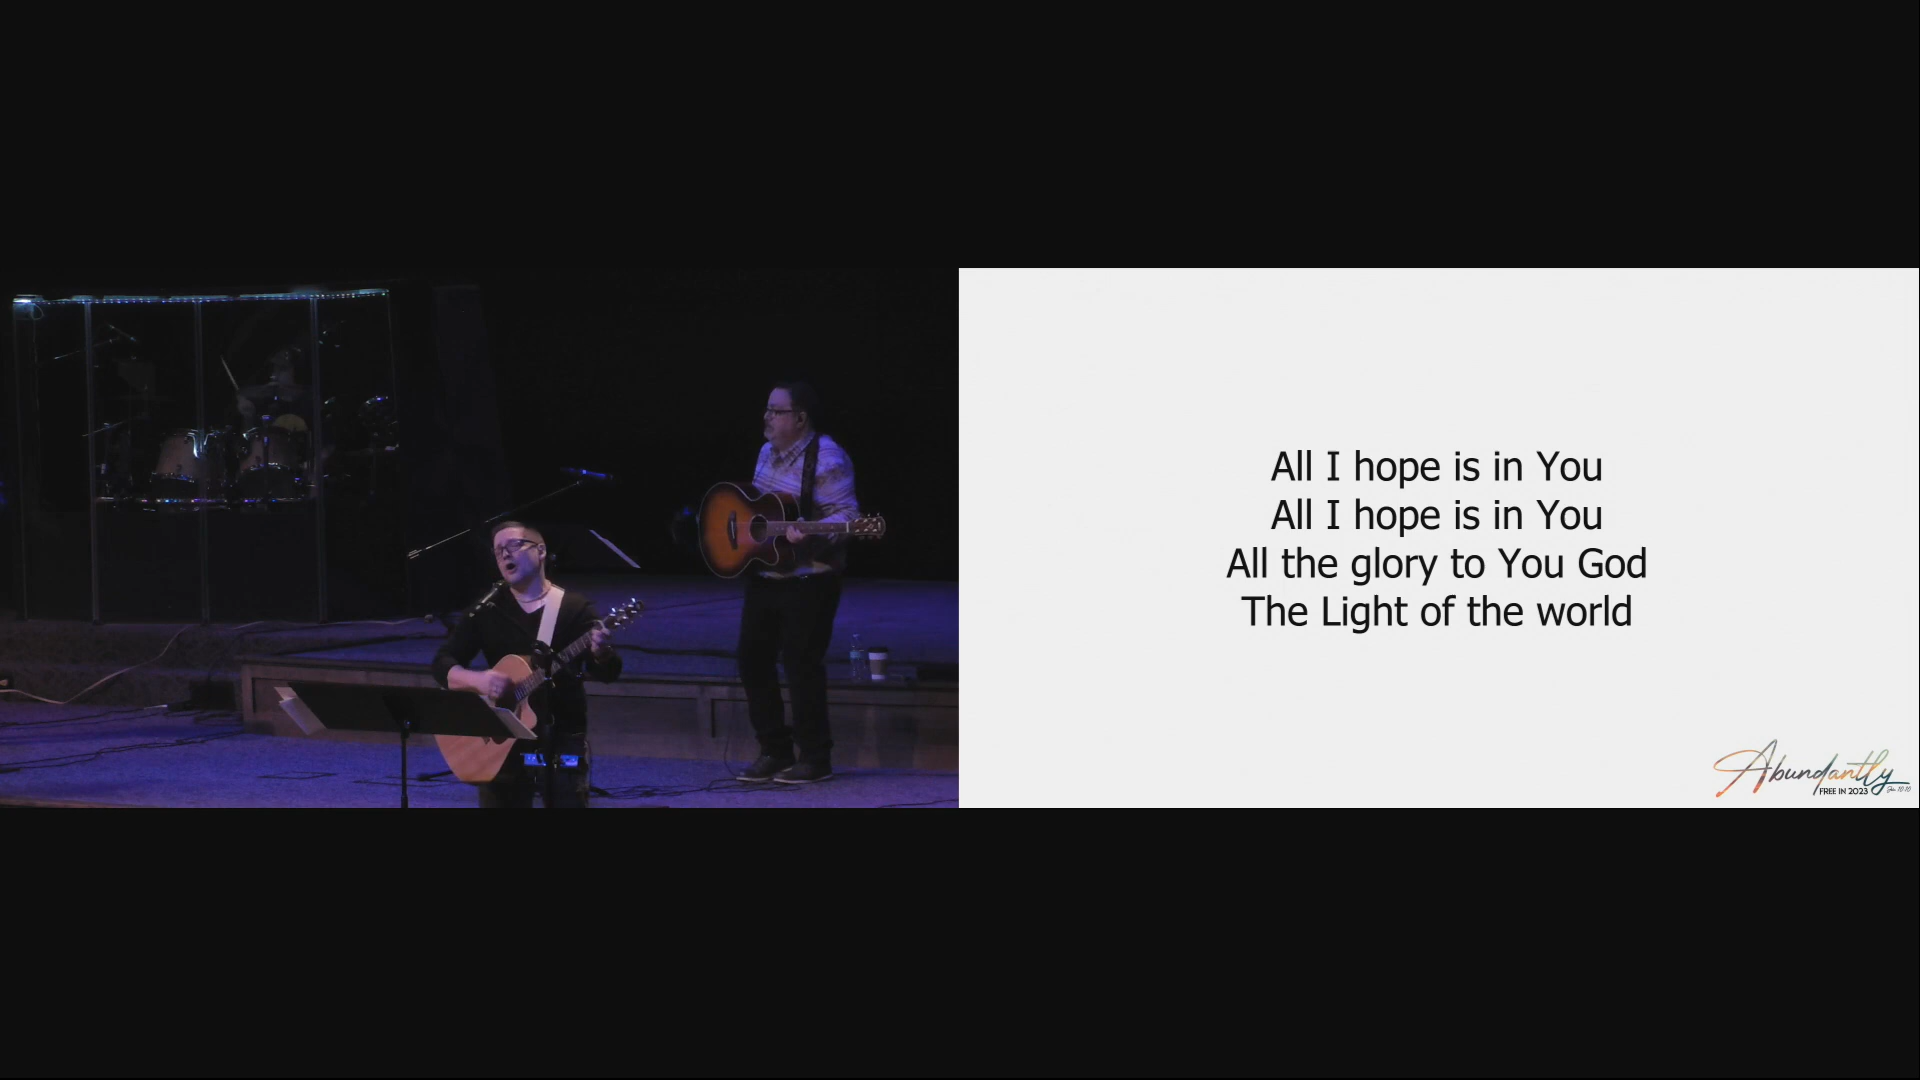 All I hope is in You
All I hope is in You
All the glory to You God
The Light of the world
Abundantly
FREE IN 2023